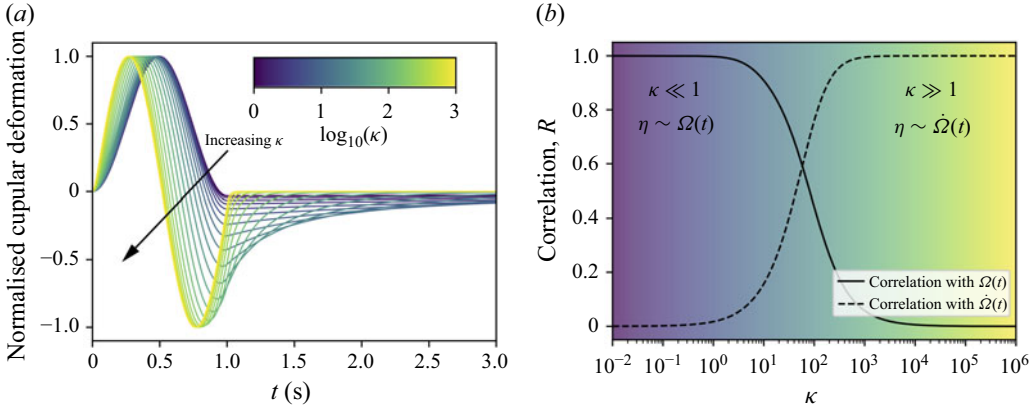 (a)
Normalised cupular deformation
1.0
0.5
0
−0.5
−1.0
0 1 2 3
log₁₀(κ)
Increasing κ
0 0.5 1.0 1.5 2.0 2.5 3.0
t (s)
(b)
Correlation, R
1.0
0.8
0.6
0.4
0.2
0
κ ≪ 1
η ∼ Ω(t)
κ ≫ 1
η ∼ Ω̇(t)
Correlation with Ω(t)
Correlation with Ω̇(t)
10⁻² 10⁻¹ 10⁰ 10¹ 10² 10³ 10⁴ 10⁵ 10⁶
κ